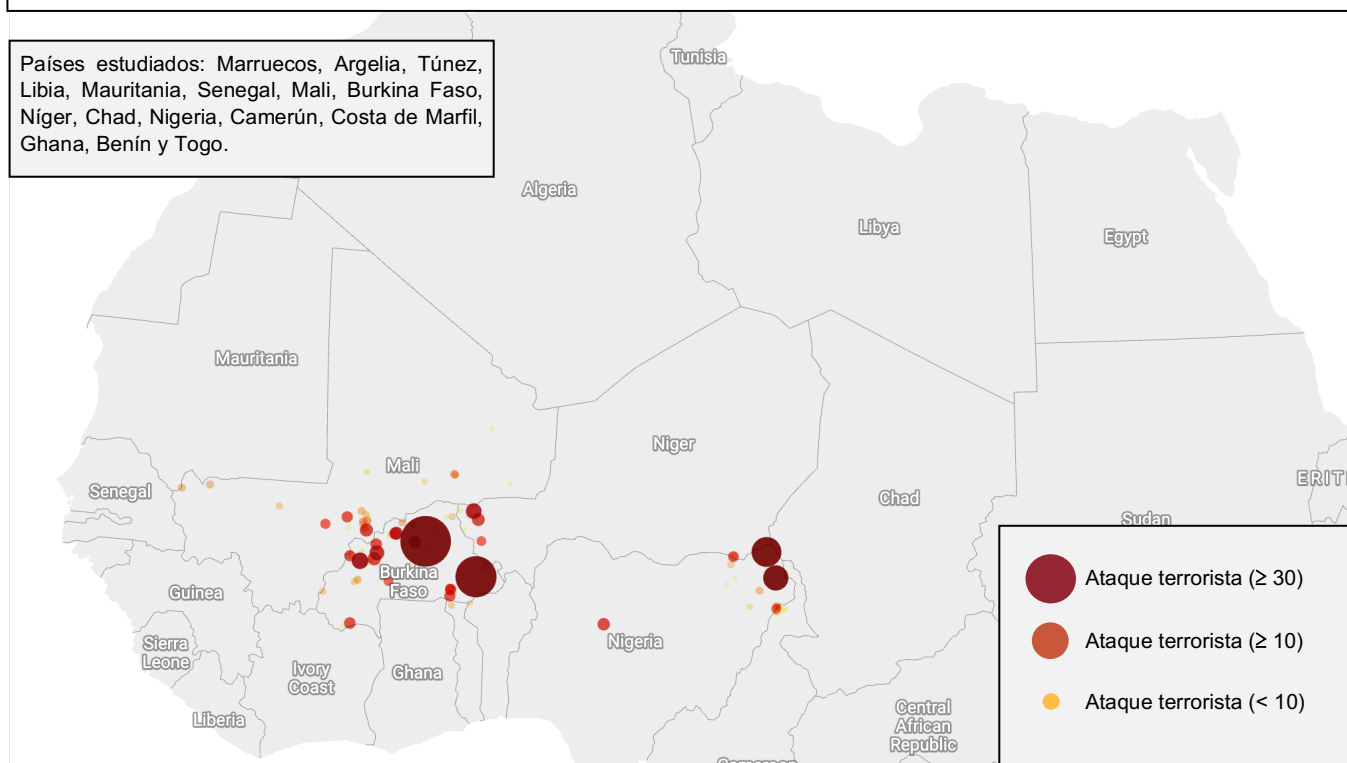 Países estudiados: Marruecos, Argelia, Túnez,
Libia, Mauritania, Senegal, Mali, Burkina Faso,
Níger, Chad, Nigeria, Camerún, Costa de Marfil,
Ghana, Benín y Togo.
Tunisia
Algeria
Libya
Egypt
Mauritania
Niger
Mali
Senegal
Chad
ERIT
Sudan
Burkina
Faso
Guinea
Nigeria
Sierra
Leone
Ivory
Coast
Ghana
Liberia
Central
African
Republic
Cameroon
Ataque terrorista (≥ 30)
Ataque terrorista (≥ 10)
Ataque terrorista (< 10)